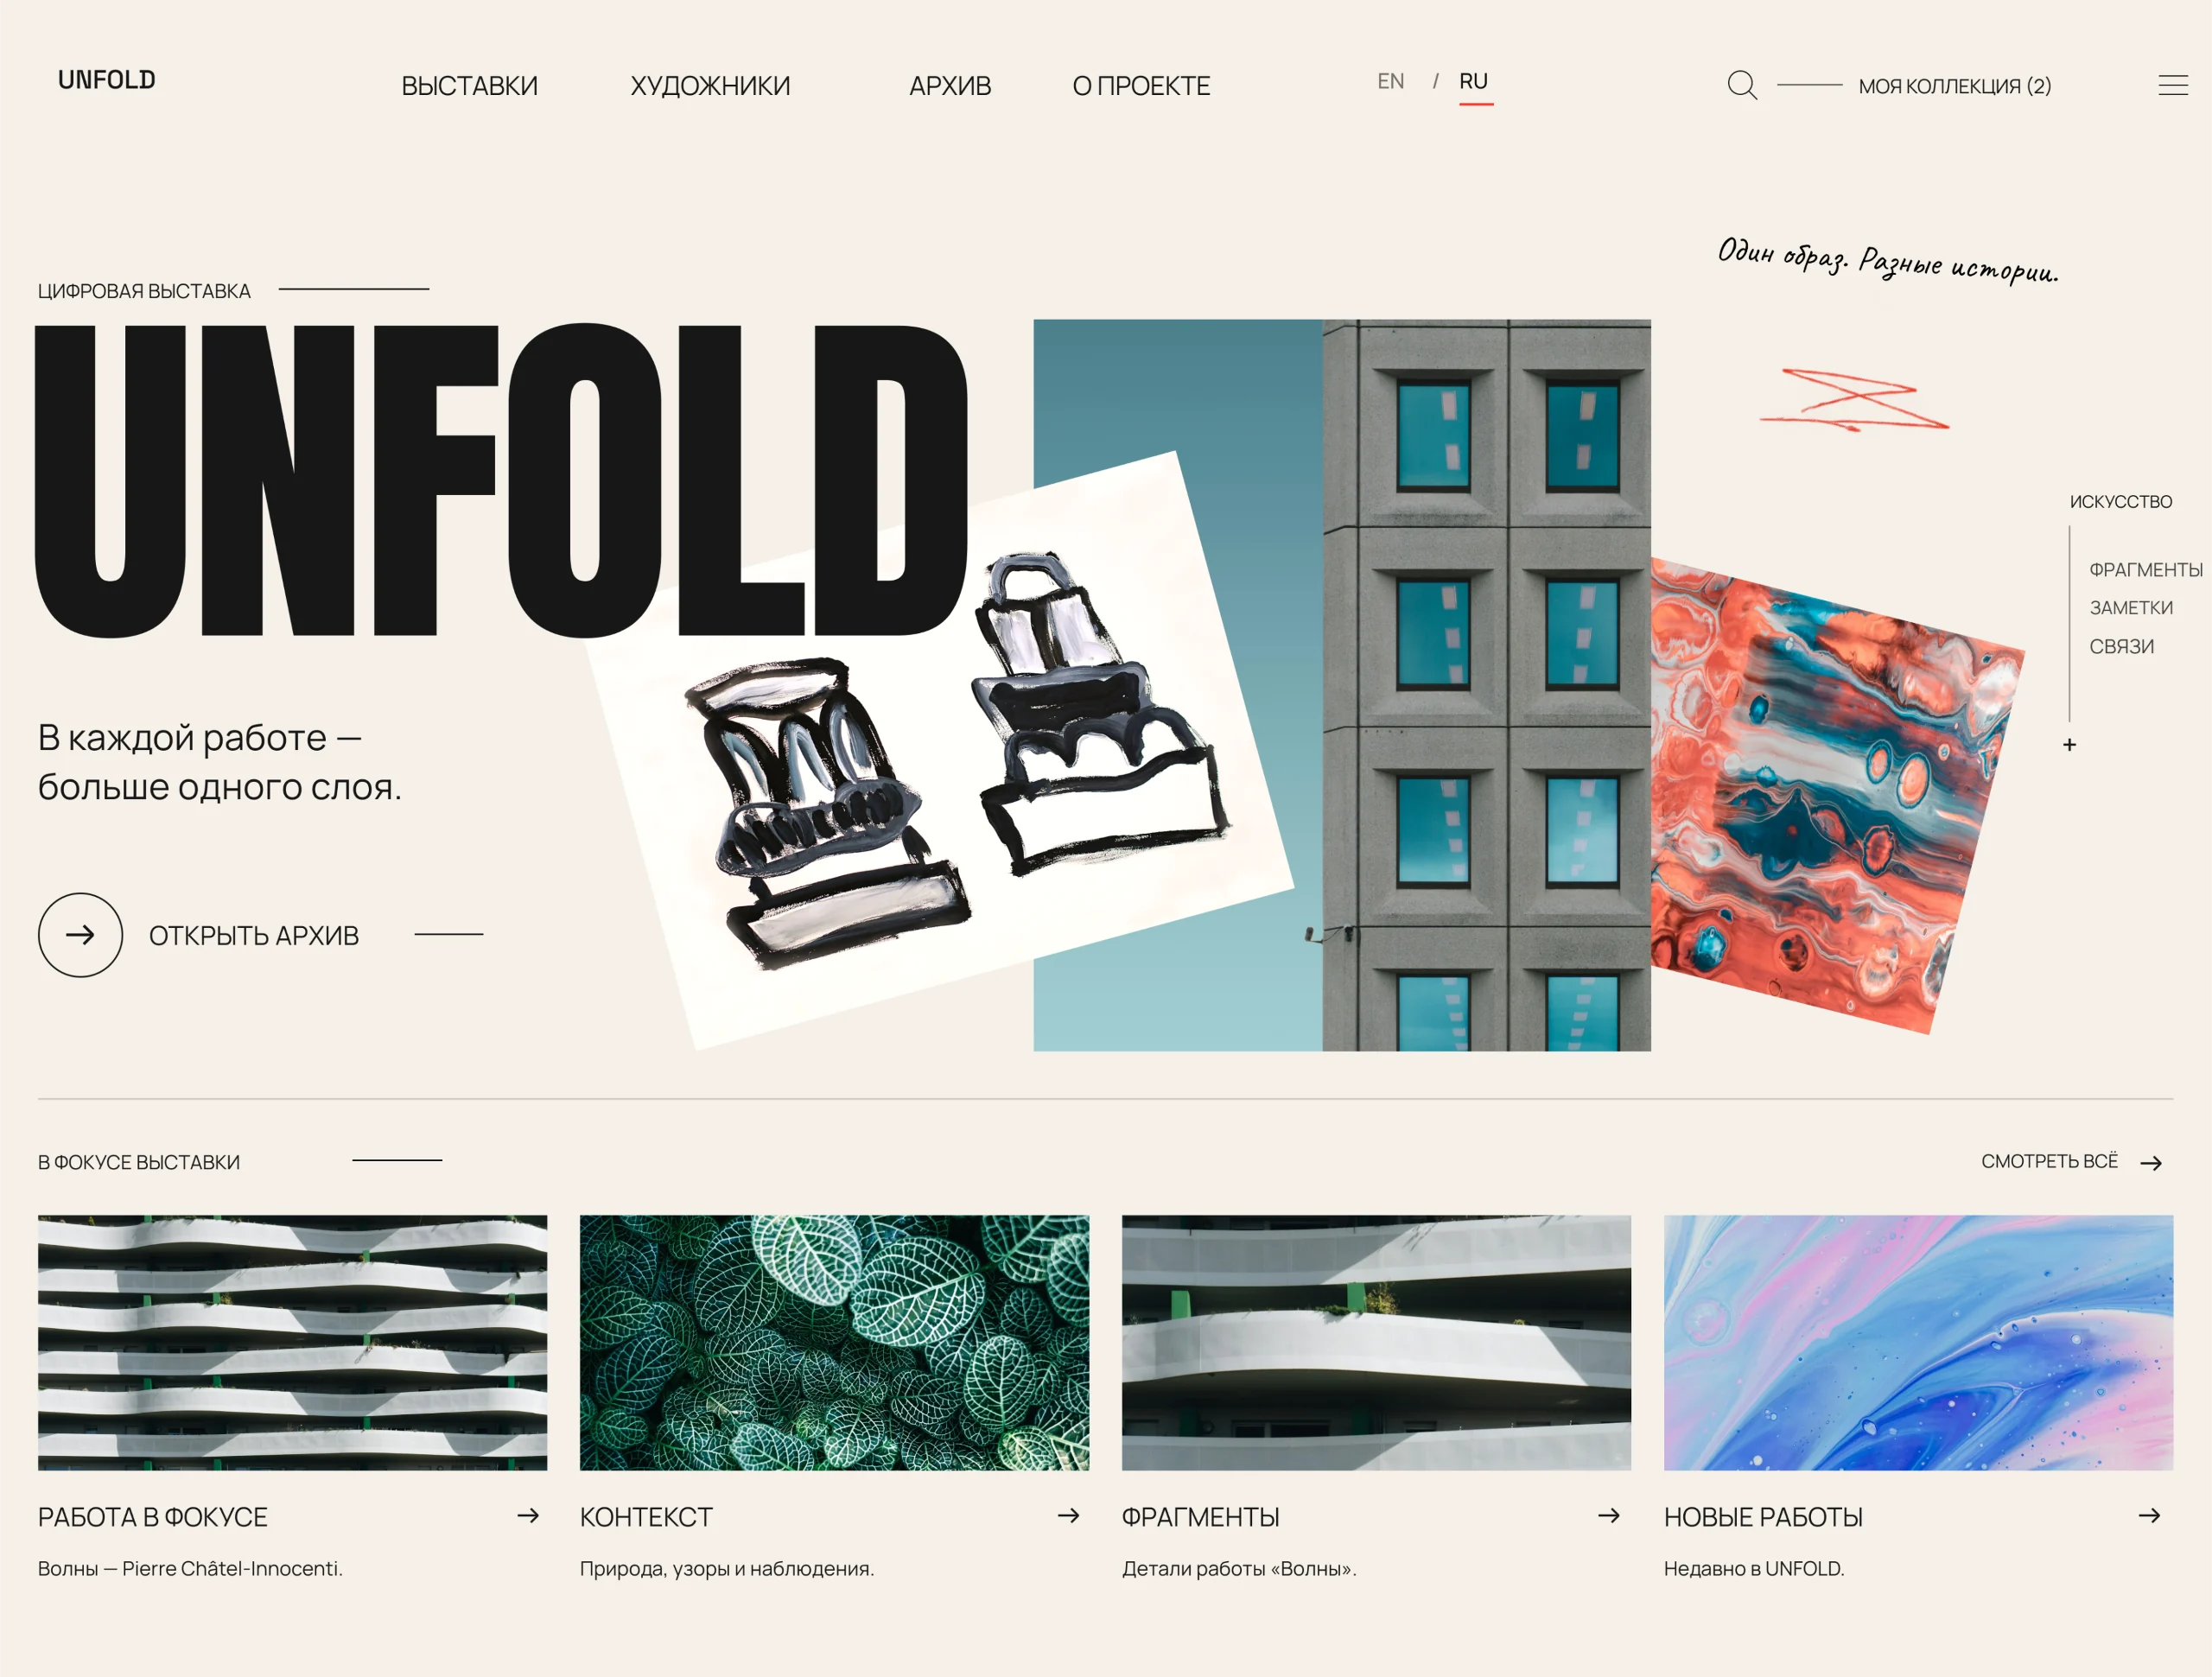 UNFOLD
ВЫСТАВКИ
ХУДОЖНИКИ
АРХИВ
О ПРОЕКТЕ
EN / RU
МОЯ КОЛЛЕКЦИЯ (2)
Один образ. Разные истории.
ЦИФРОВАЯ ВЫСТАВКА
UNFOLD
ИСКУССТВО
ФРАГМЕНТЫ
ЗАМЕТКИ
СВЯЗИ
+
В каждой работе —
больше одного слоя.
ОТКРЫТЬ АРХИВ
В ФОКУСЕ ВЫСТАВКИ
СМОТРЕТЬ ВСЁ
РАБОТА В ФОКУСЕ
Волны — Pierre Châtel-Innocenti.
КОНТЕКСТ
Природа, узоры и наблюдения.
ФРАГМЕНТЫ
Детали работы «Волны».
НОВЫЕ РАБОТЫ
Недавно в UNFOLD.